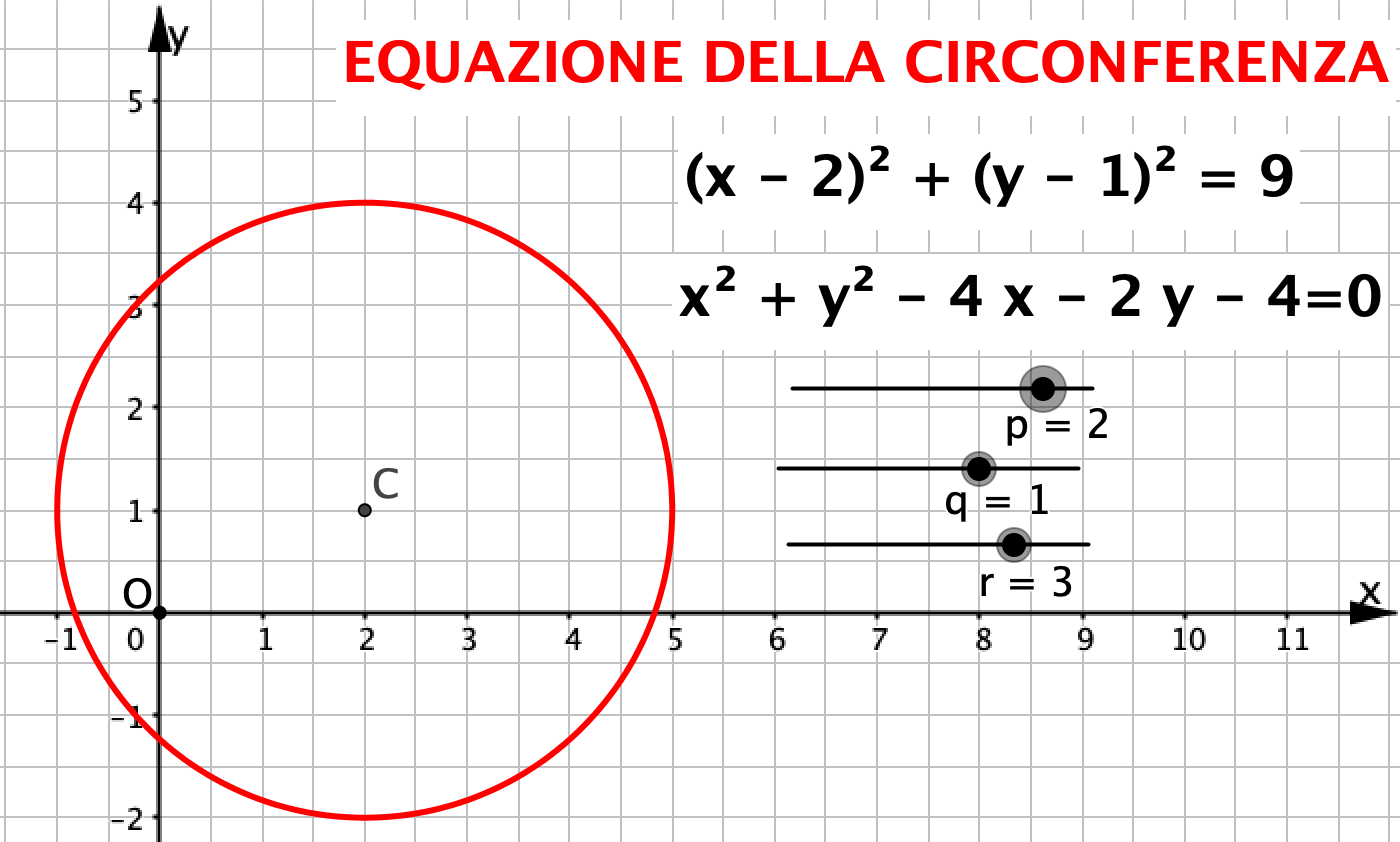 y
EQUAZIONE DELLA CIRCONFERENZA
5
(x − 2)² + (y − 1)² = 9
4
x² + y² − 4 x − 2 y − 4=0
3
2
p = 2
C
q = 1
1
r = 3
O
x
−1 0 1 2 3 4 5 6 7 8 9 10 11
−1
−2